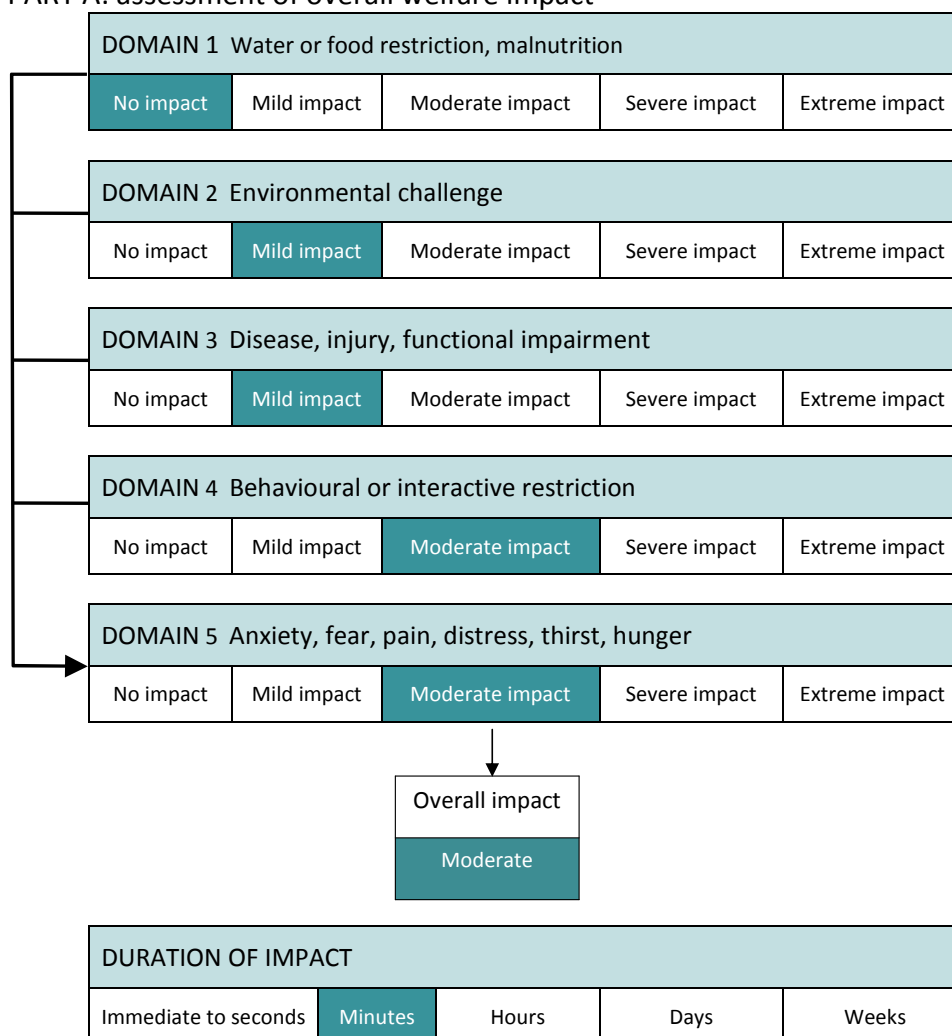 PART A: assessment of overall welfare impact
DOMAIN 1 Water or food restriction, malnutrition
No impact Mild impact Moderate impact Severe impact Extreme impact
DOMAIN 2 Environmental challenge
No impact Mild impact Moderate impact Severe impact Extreme impact
DOMAIN 3 Disease, injury, functional impairment
No impact Mild impact Moderate impact Severe impact Extreme impact
DOMAIN 4 Behavioural or interactive restriction
No impact Mild impact Moderate impact Severe impact Extreme impact
DOMAIN 5 Anxiety, fear, pain, distress, thirst, hunger
No impact Mild impact Moderate impact Severe impact Extreme impact
Overall impact
Moderate
DURATION OF IMPACT
Immediate to seconds Minutes Hours Days Weeks